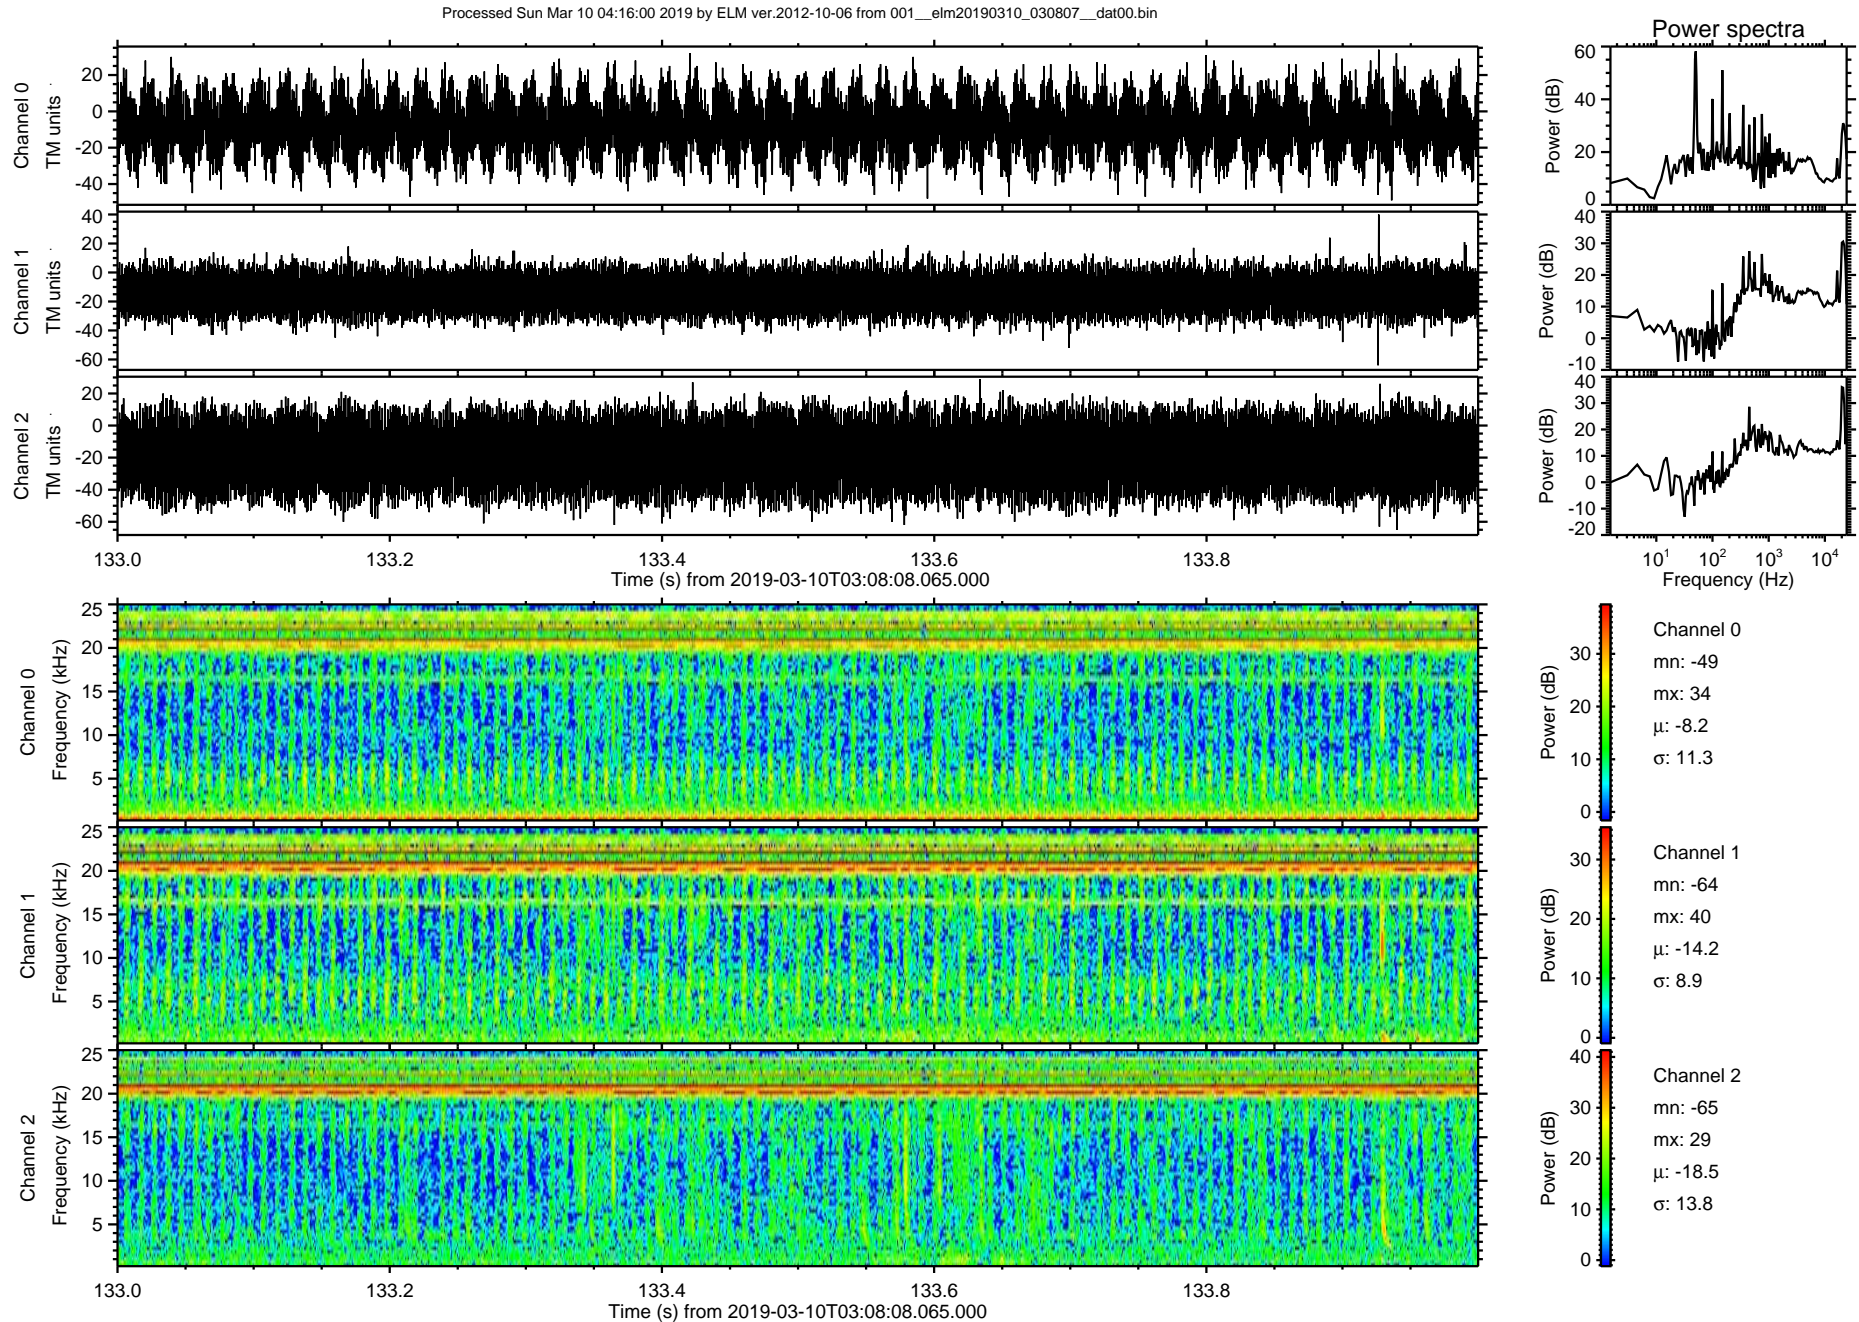 Processed Sun Mar 10 04:16:00 2019 by ELM ver.2012-10-06 from 001__elm20190310_030807__dat00.bin
Power spectra
Channel 0
TM units
20
0
-20
-40
Power (dB)
60
40
20
0
Channel 1
TM units
40
20
0
-20
-40
-60
Power (dB)
40
30
20
10
0
-10
Channel 2
TM units
20
0
-20
-40
-60
Power (dB)
40
30
20
10
0
-10
-20
133.0 133.2 133.4 133.6 133.8
Time (s) from 2019-03-10T03:08:08.065.000
10¹ 10² 10³ 10⁴
Frequency (Hz)
Channel 0
Frequency (kHz)
25
20
15
10
5
Power (dB)
30
20
10
0
Channel 0
mn: -49
mx: 34
μ: -8.2
σ: 11.3
Channel 1
Frequency (kHz)
25
20
15
10
5
Power (dB)
30
20
10
0
Channel 1
mn: -64
mx: 40
μ: -14.2
σ: 8.9
Channel 2
Frequency (kHz)
25
20
15
10
5
Power (dB)
40
30
20
10
0
Channel 2
mn: -65
mx: 29
μ: -18.5
σ: 13.8
133.0 133.2 133.4 133.6 133.8
Time (s) from 2019-03-10T03:08:08.065.000